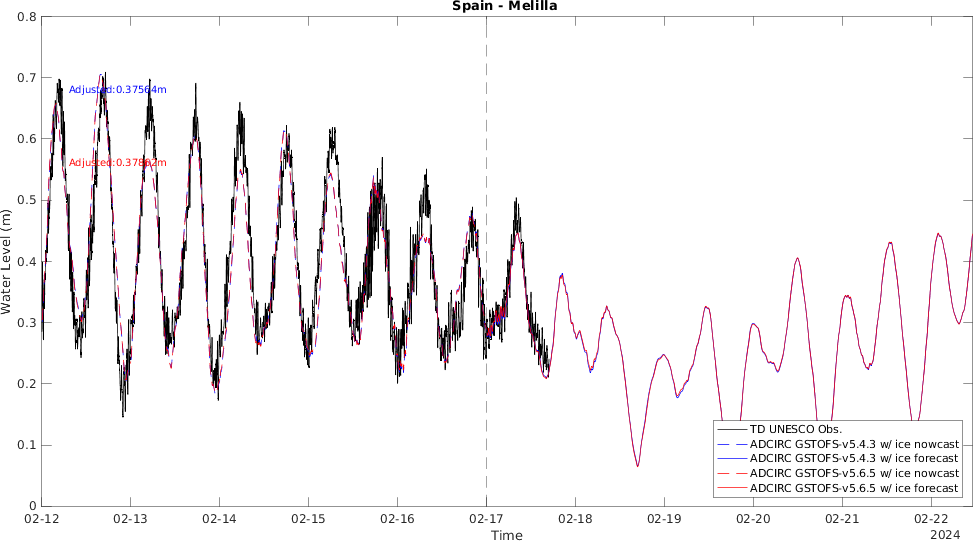 Spain - Melilla
0.8
0.7
0.6
0.5
0.4
0.3
0.2
0.1
0
Water Level (m)
Adjusted:0.37564m
Adjusted:0.37862m
TD UNESCO Obs.
ADCIRC GSTOFS-v5.4.3 w/ ice nowcast
ADCIRC GSTOFS-v5.4.3 w/ ice forecast
ADCIRC GSTOFS-v5.6.5 w/ ice nowcast
ADCIRC GSTOFS-v5.6.5 w/ ice forecast
02-12 02-13 02-14 02-15 02-16 02-17 02-18 02-19 02-20 02-21 02-22
Time
2024